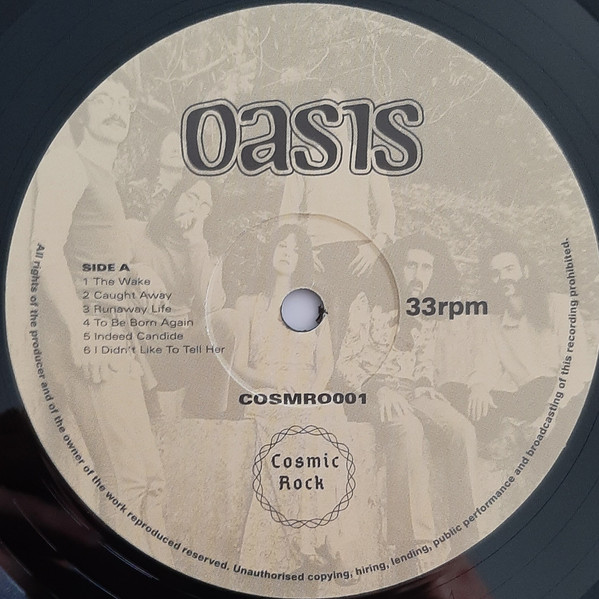 oasis
SIDE A
1 The Wake
2 Caught Away
3 Runaway Life
4 To Be Born Again
5 Indeed Candide
6 I Didn't Like To Tell Her
33rpm
COSMRO001
Cosmic
Rock
All rights of the producer and of the owner of the work reproduced reserved. Unauthorised copying, hiring, lending, public performance and broadcasting of this recording prohibited.